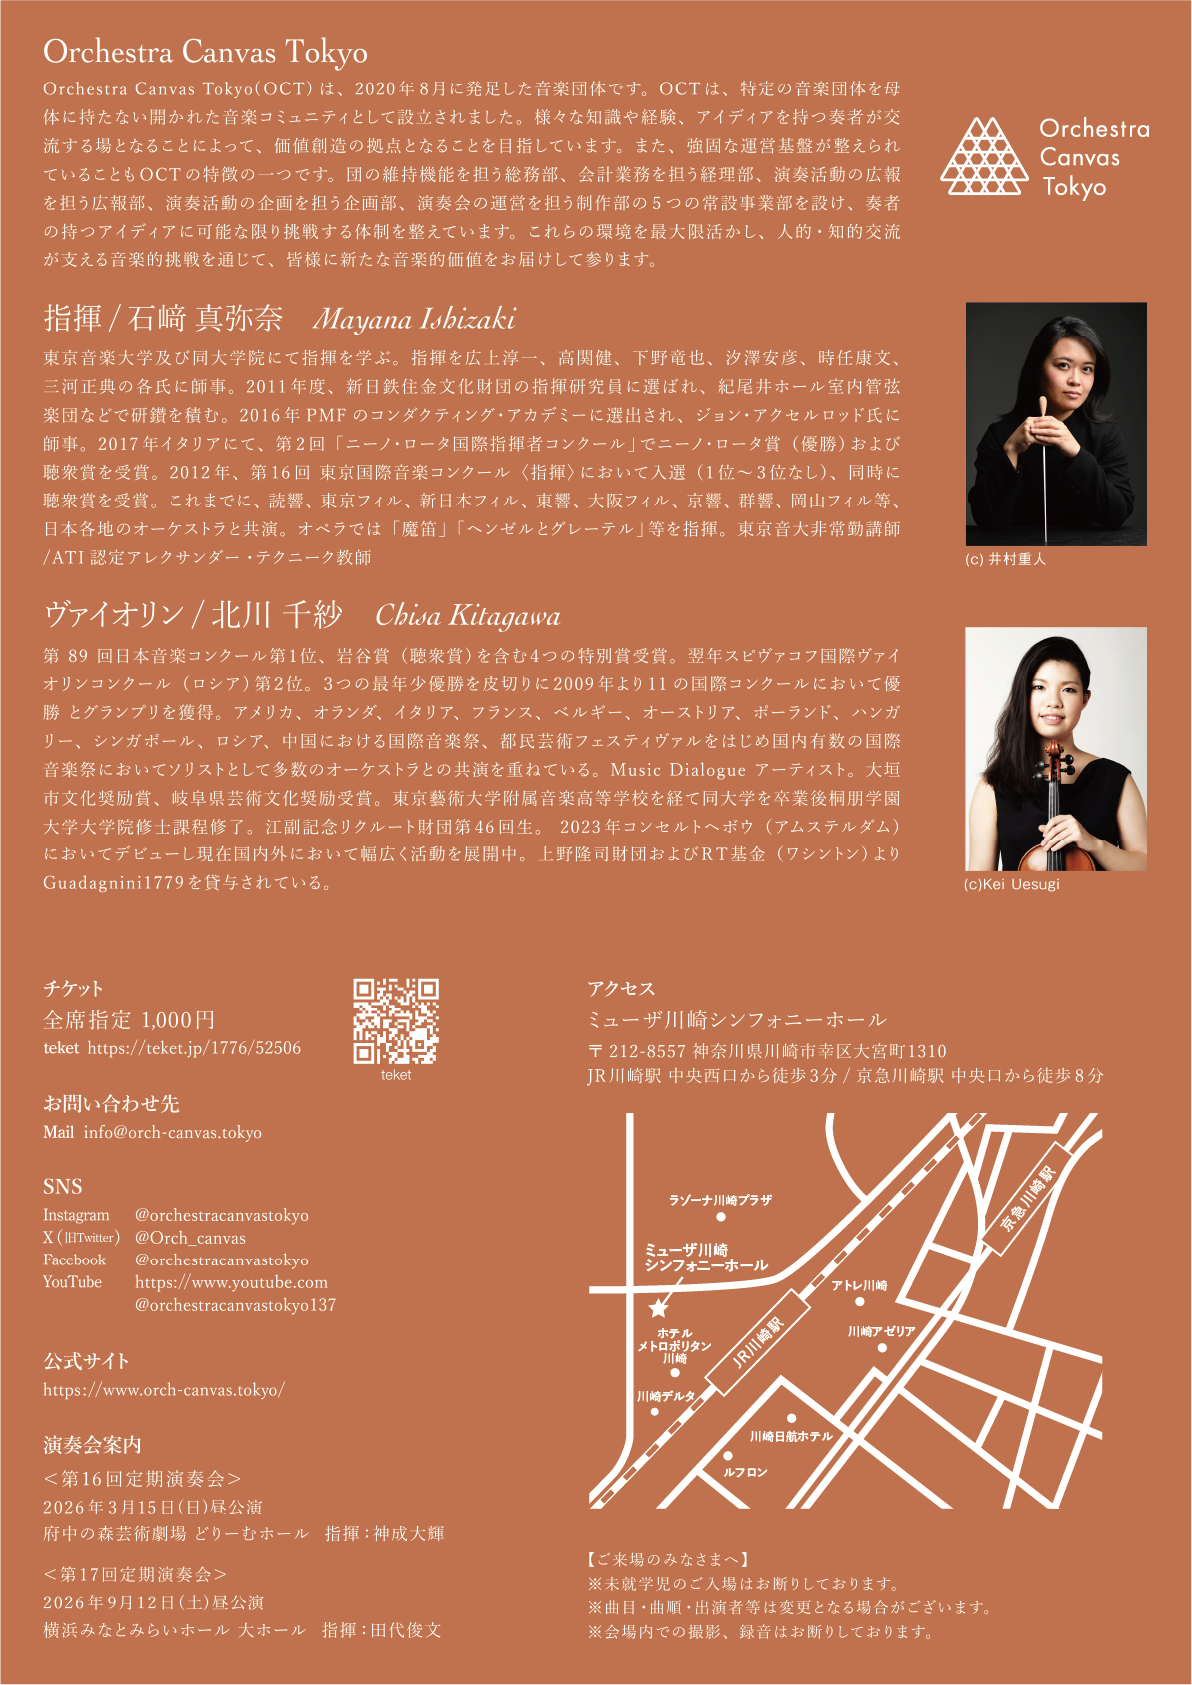 Orchestra Canvas Tokyo
Orchestra Canvas Tokyo(OCT) は、2020年8月に発足した音楽団体です。OCTは、特定の音楽団体を母
体に持たない開かれた音楽コミュニティとして設立されました。様々な知識や経験、アイディアを持つ奏者が交
流する場となることによって、価値創造の拠点となることを目指しています。また、強固な運営基盤が整えられ
ていることもOCTの特徴の一つです。団の維持機能を担う総務部、会計業務を担う経理部、演奏活動の広報
を担う広報部、演奏活動の企画を担う企画部、演奏会の運営を担う制作部の5つの常設事業部を設け、奏者
の持つアイディアに可能な限り挑戦する体制を整えています。これらの環境を最大限活かし、人的・知的交流
が支える音楽的挑戦を通じて、皆様に新たな音楽的価値をお届けして参ります。
Orchestra
Canvas
Tokyo
指揮 / 石﨑 真弥奈 Mayana Ishizaki
東京音楽大学及び同大学院にて指揮を学ぶ。指揮を広上淳一、高関健、下野竜也、汐澤安彦、時任康文、
三河正典の各氏に師事。2011年度、新日鉄住金文化財団の指揮研究員に選ばれ、紀尾井ホール室内管弦
楽団などで研鑽を積む。2016年 PMF のコンダクティング・アカデミーに選出され、ジョン・アクセルロッド氏に
師事。2017年イタリアにて、第2回「ニーノ・ロータ国際指揮者コンクール」でニーノ・ロータ賞（優勝）および
聴衆賞を受賞。2012年、第16回 東京国際音楽コンクール〈指揮〉において入選（1位～3位なし）、同時に
聴衆賞を受賞。これまでに、読響、東京フィル、新日本フィル、東響、大阪フィル、京響、群響、岡山フィル等、
日本各地のオーケストラと共演。オペラでは「魔笛」「ヘンゼルとグレーテル」等を指揮。東京音大非常勤講師
/ATI 認定アレクサンダー・テクニーク教師
(c) 井村重人
ヴァイオリン / 北川 千紗 Chisa Kitagawa
第 89 回日本音楽コンクール第1位、岩谷賞（聴衆賞）を含む4つの特別賞受賞。翌年スピヴァコフ国際ヴァイ
オリンコンクール（ロシア）第2位。3つの最年少優勝を皮切りに2009年より11の国際コンクールにおいて優
勝 とグランプリを獲得。アメリカ、オランダ、イタリア、フランス、ベルギー、オーストリア、ポーランド、ハンガ
リー、シンガポール、ロシア、中国における国際音楽祭、都民芸術フェスティヴァルをはじめ国内有数の国際
音楽祭においてソリストとして多数のオーケストラとの共演を重ねている。Music Dialogue アーティスト。大垣
市文化奨励賞、岐阜県芸術文化奨励受賞。東京藝術大学附属音楽高等学校を経て同大学を卒業後桐朋学園
大学大学院修士課程修了。江副記念リクルート財団第46回生。 2023年コンセルトヘボウ（アムステルダム）
においてデビューし現在国内外において幅広く活動を展開中。上野隆司財団およびRT基金（ワシントン）より
Guadagnini1779を貸与されている。
(c)Kei Uesugi
チケット
全席指定 1,000円
teket https://teket.jp/1776/52506
teket
お問い合わせ先
Mail info@orch-canvas.tokyo
SNS
Instagram @orchestracanvastokyo
X（旧Twitter） @Orch_canvas
Facebook @orchestracanvastokyo
YouTube https://www.youtube.com
@orchestracanvastokyo137
公式サイト
https://www.orch-canvas.tokyo/
演奏会案内
＜第16回定期演奏会＞
2026年3月15日(日)昼公演
府中の森芸術劇場 どりーむホール 指揮：神成大輝
＜第17回定期演奏会＞
2026年9月12日(土)昼公演
横浜みなとみらいホール 大ホール 指揮：田代俊文
アクセス
ミューザ川崎シンフォニーホール
〒212-8557 神奈川県川崎市幸区大宮町1310
JR川崎駅 中央西口から徒歩3分 / 京急川崎駅 中央口から徒歩8分
京急川崎駅
ラゾーナ川崎プラザ
ミューザ川崎
シンフォニーホール
アトレ川崎
川崎アゼリア
JR川崎駅
ホテル
メトロポリタン
川崎
川崎デルタ
川崎日航ホテル
ルフロン
【ご来場のみなさまへ】
※未就学児のご入場はお断りしております。
※曲目・曲順・出演者等は変更となる場合がございます。
※会場内での撮影、録音はお断りしております。